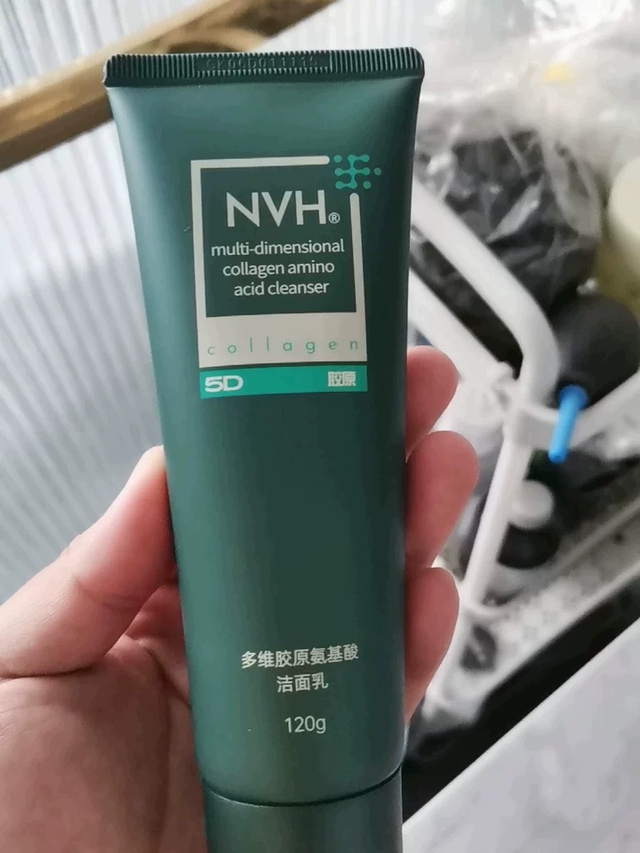 NVH®
multi-dimensional
collagen amino
acid cleanser
collagen
5D 胶原
多维胶原氨基酸
洁面乳
120g